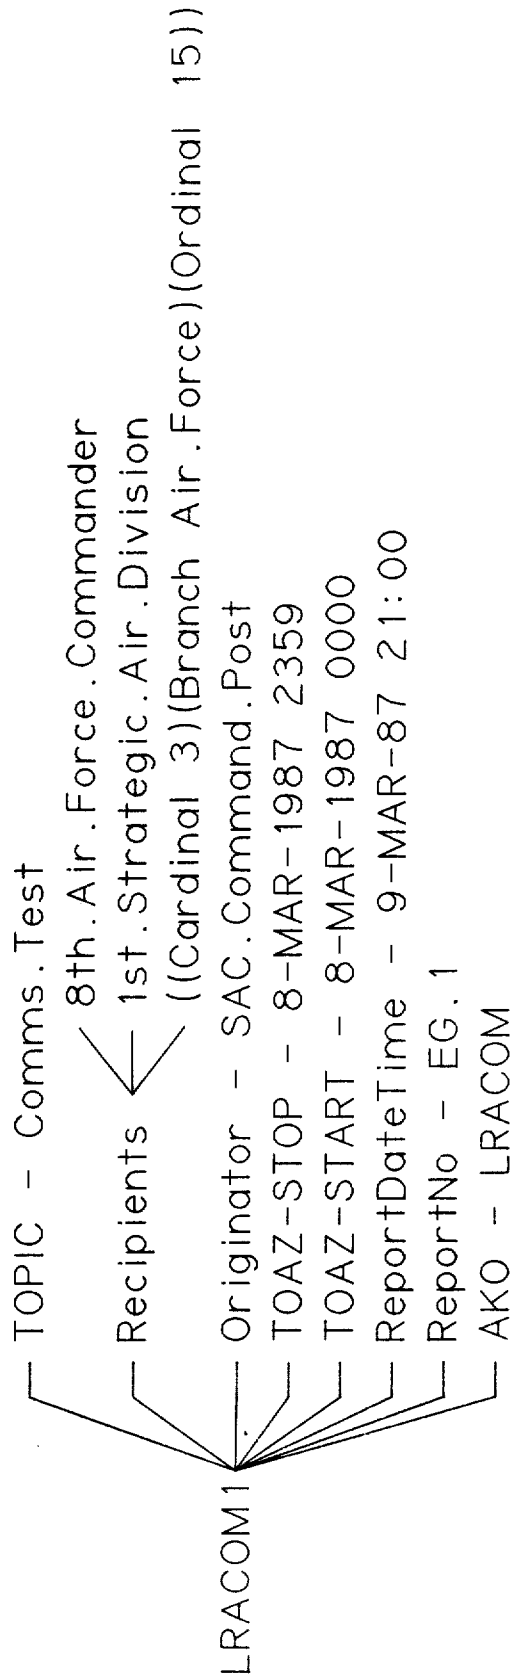 TOPIC - Comms.Test
8th.Air.Force.Commander
Recipients 1st.Strategic.Air.Division
((Cardinal 3)(Branch Air.Force)(Ordinal 15))
LRACOM1 Originator - SAC.Command.Post
TOAZ-STOP - 8-MAR-1987 2359
TOAZ-START - 8-MAR-1987 0000
ReportDateTime - 9-MAR-87 21:00
ReportNo - EG.1
AKO - LRACOM